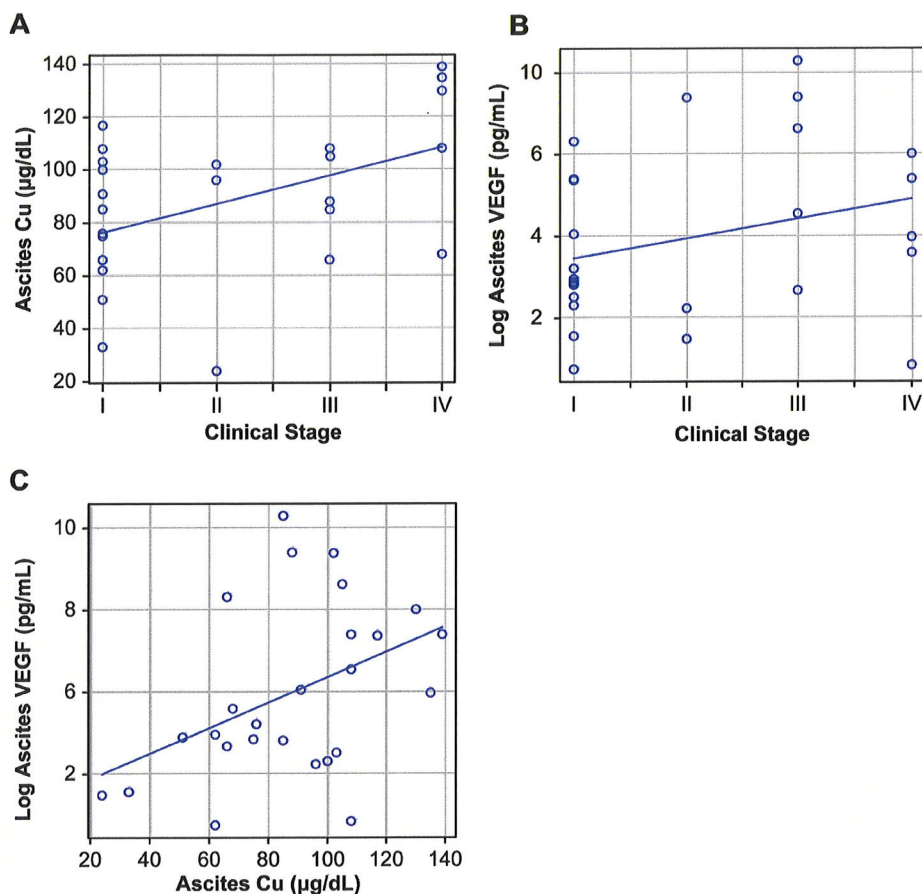 A
140
120
100
80
60
40
20
Ascites Cu (µg/dL)
I II III IV
Clinical Stage
B
10
6
4
2
Log Ascites VEGF (pg/mL)
I II III IV
Clinical Stage
C
10
8
6
2
Log Ascites VEGF (pg/mL)
20 40 60 80 100 120 140
Ascites Cu (µg/dL)